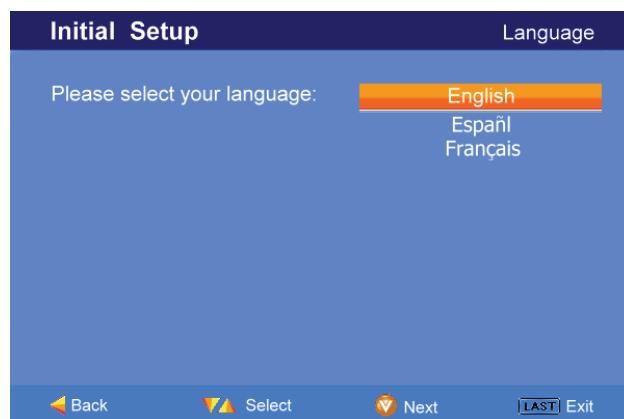 Initial Setup Language
Please select your language: English
Españl
Français
Back Select Next LAST Exit